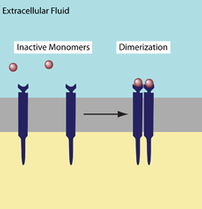 Extracellular Fluid
Inactive Monomers
Dimerization